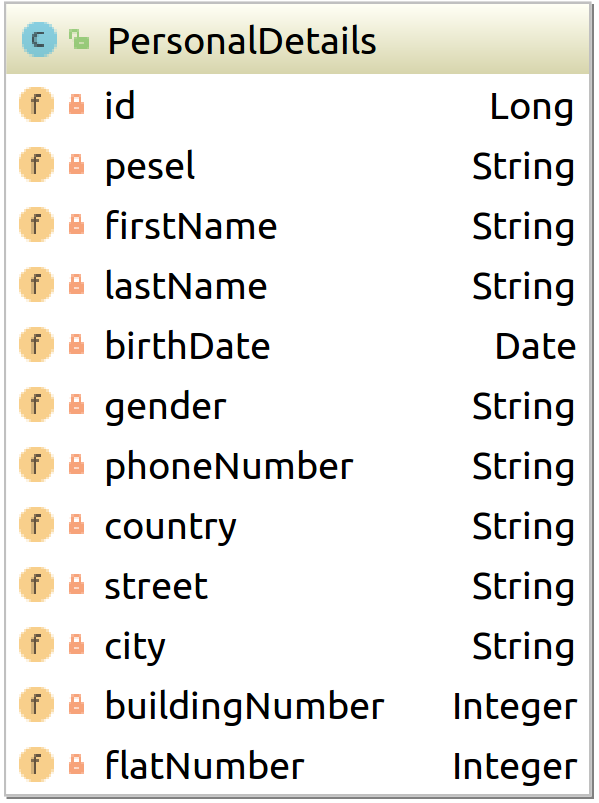 PersonalDetails
id Long
pesel String
firstName String
lastName String
birthDate Date
gender String
phoneNumber String
country String
street String
city String
buildingNumber Integer
flatNumber Integer